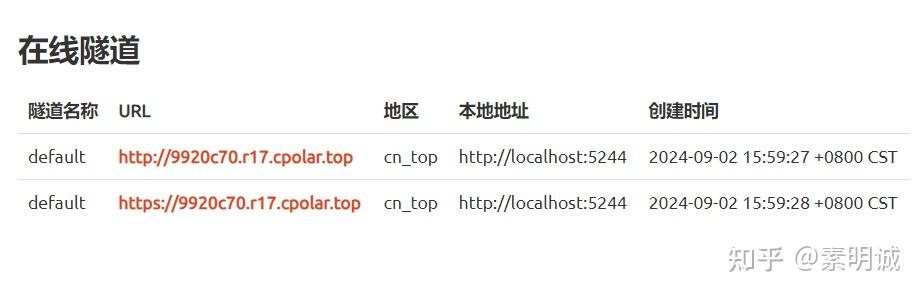 在线隧道
隧道名称 URL 地区 本地地址 创建时间
default http://9920c70.r17.cpolar.top cn_top http://localhost:5244 2024-09-02 15:59:27 +0800 CST
default https://9920c70.r17.cpolar.top cn_top http://localhost:5244 2024-09-02 15:59:28 +0800 CST
知乎 @素明诚